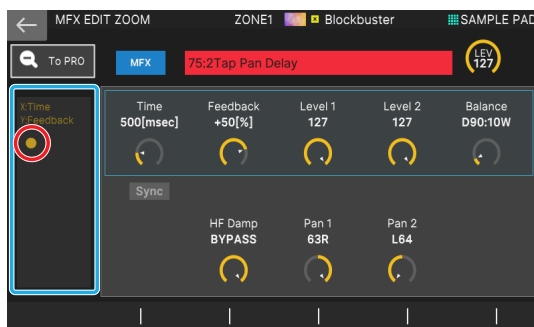 MFX EDIT ZOOM ZONE1 Blockbuster SAMPLE PAD
To PRO MFX 75:2Tap Pan Delay LEV
127
X:Time
Y:Feedback
Time Feedback Level 1 Level 2 Balance
500[msec] +50[%] 127 127 D90:10W
Sync
HF Damp Pan 1 Pan 2
BYPASS 63R L64